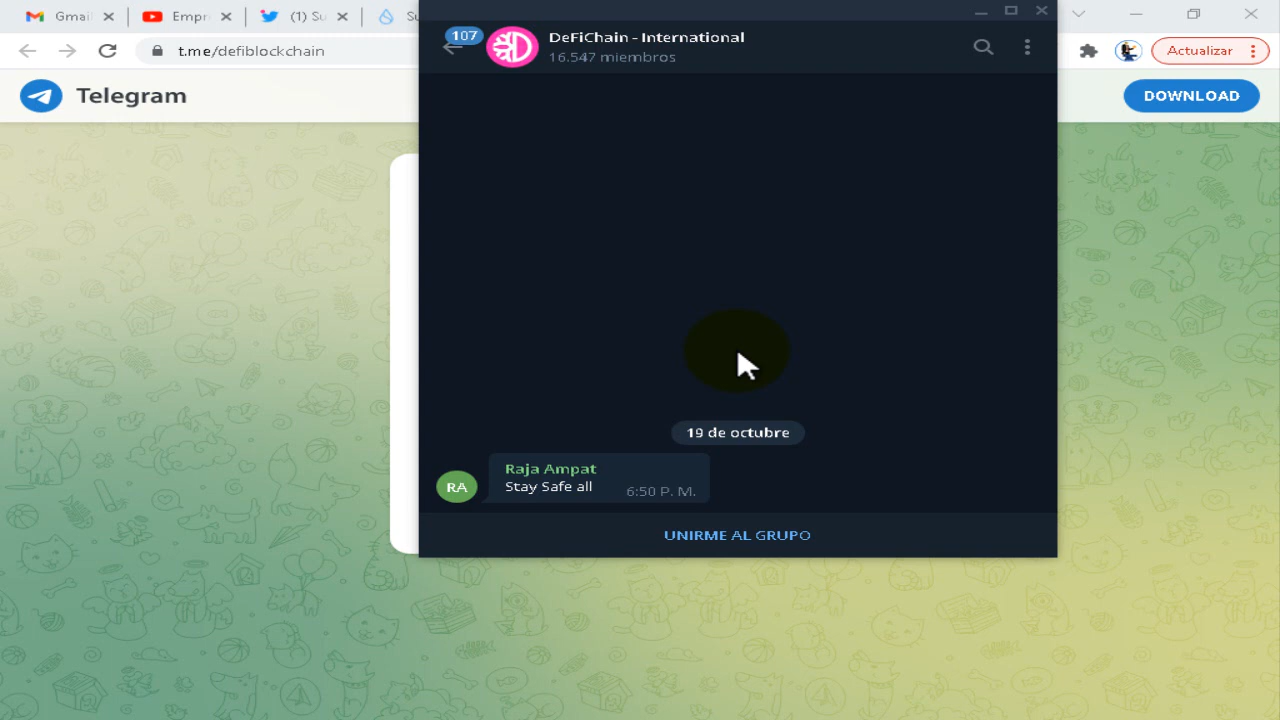 Gmai
Empr
(1) Su
Su
t.me/defiblockchain
Actualizar
Telegram
DOWNLOAD
107
DeFiChain - International
16.547 miembros
19 de octubre
RA
Raja Ampat
Stay Safe all
6:50 P. M.
UNIRME AL GRUPO